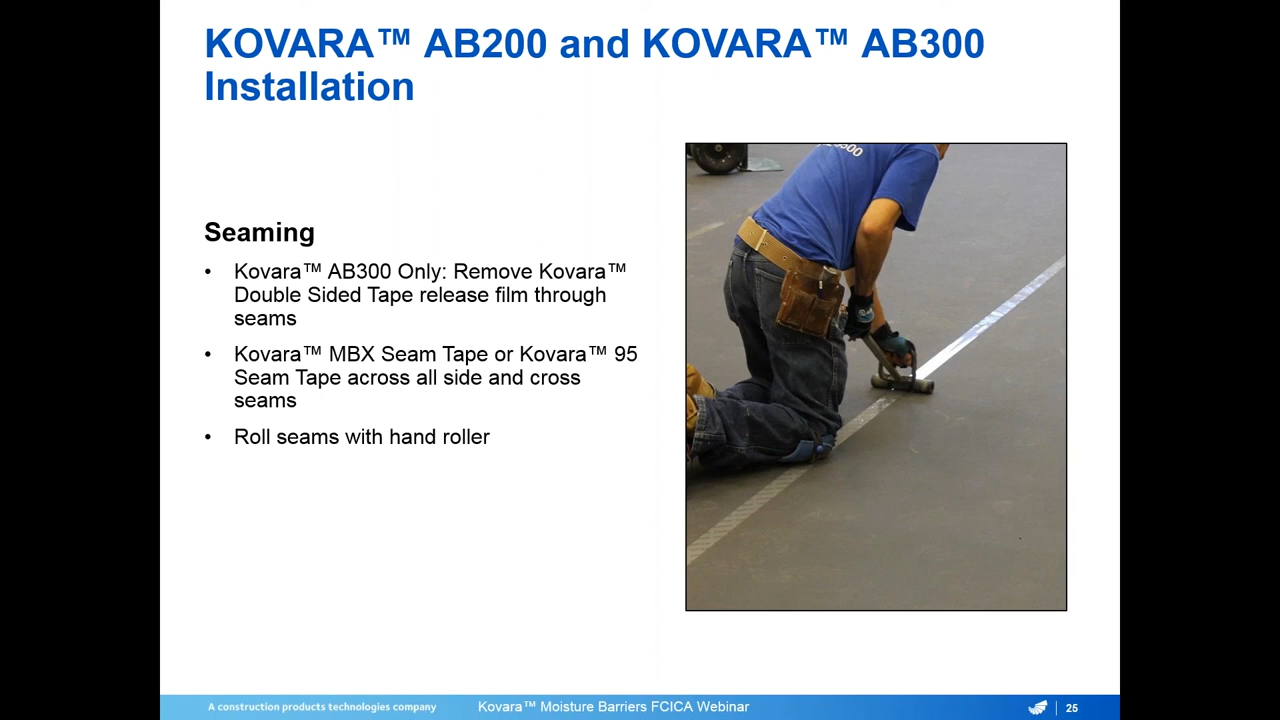 KOVARA™ AB200 and KOVARA™ AB300
Installation
Seaming
• Kovara™ AB300 Only: Remove Kovara™
Double Sided Tape release film through
seams
• Kovara™ MBX Seam Tape or Kovara™ 95
Seam Tape across all side and cross
seams
• Roll seams with hand roller
A construction products technologies company
Kovara™ Moisture Barriers FCICA Webinar
25